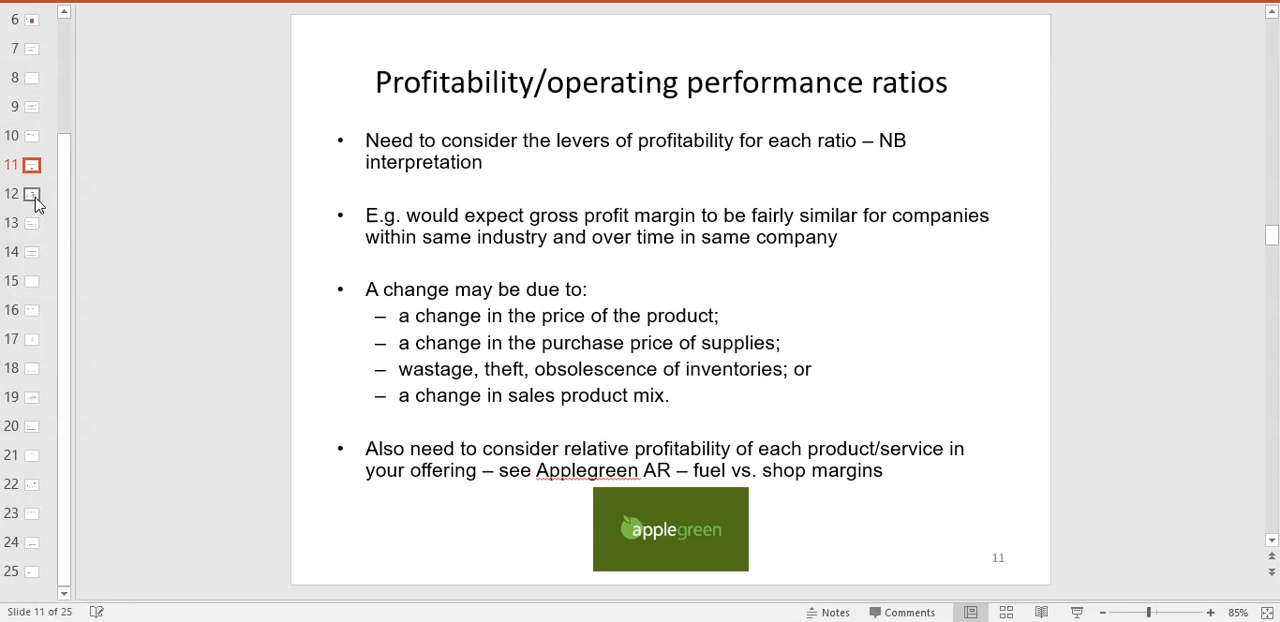 6
7
8
9
10
11
12
13
14
15
16
17
18
19
20
21
22
23
24
25
Profitability/operating performance ratios
• Need to consider the levers of profitability for each ratio – NB
interpretation
• E.g. would expect gross profit margin to be fairly similar for companies
within same industry and over time in same company
• A change may be due to:
– a change in the price of the product;
– a change in the purchase price of supplies;
– wastage, theft, obsolescence of inventories; or
– a change in sales product mix.
• Also need to consider relative profitability of each product/service in
your offering – see Applegreen AR – fuel vs. shop margins
applegreen
11
Slide 11 of 25 Notes Comments 85%